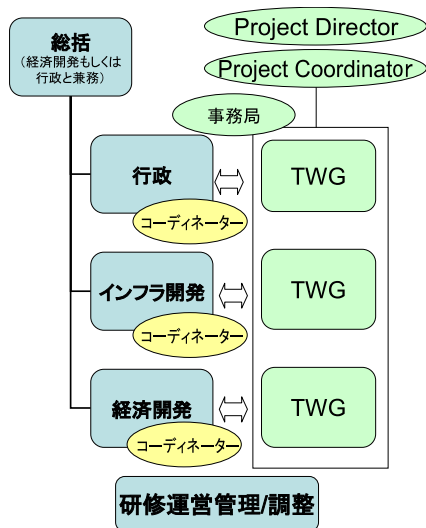 総括
（経済開発もしくは
行政と兼務）
Project Director
Project Coordinator
事務局
行政
コーディネーター
TWG
インフラ開発
コーディネーター
TWG
経済開発
コーディネーター
TWG
研修運営管理/調整